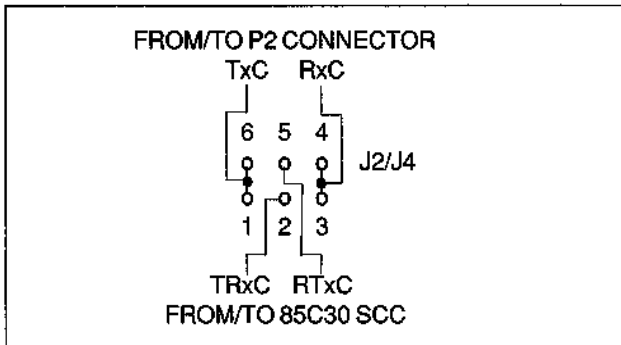 FROM/TO P2 CONNECTOR
TxC RxC
6 5 4
J2/J4
1 2 3
TRxC RTxC
FROM/TO 85C30 SCC